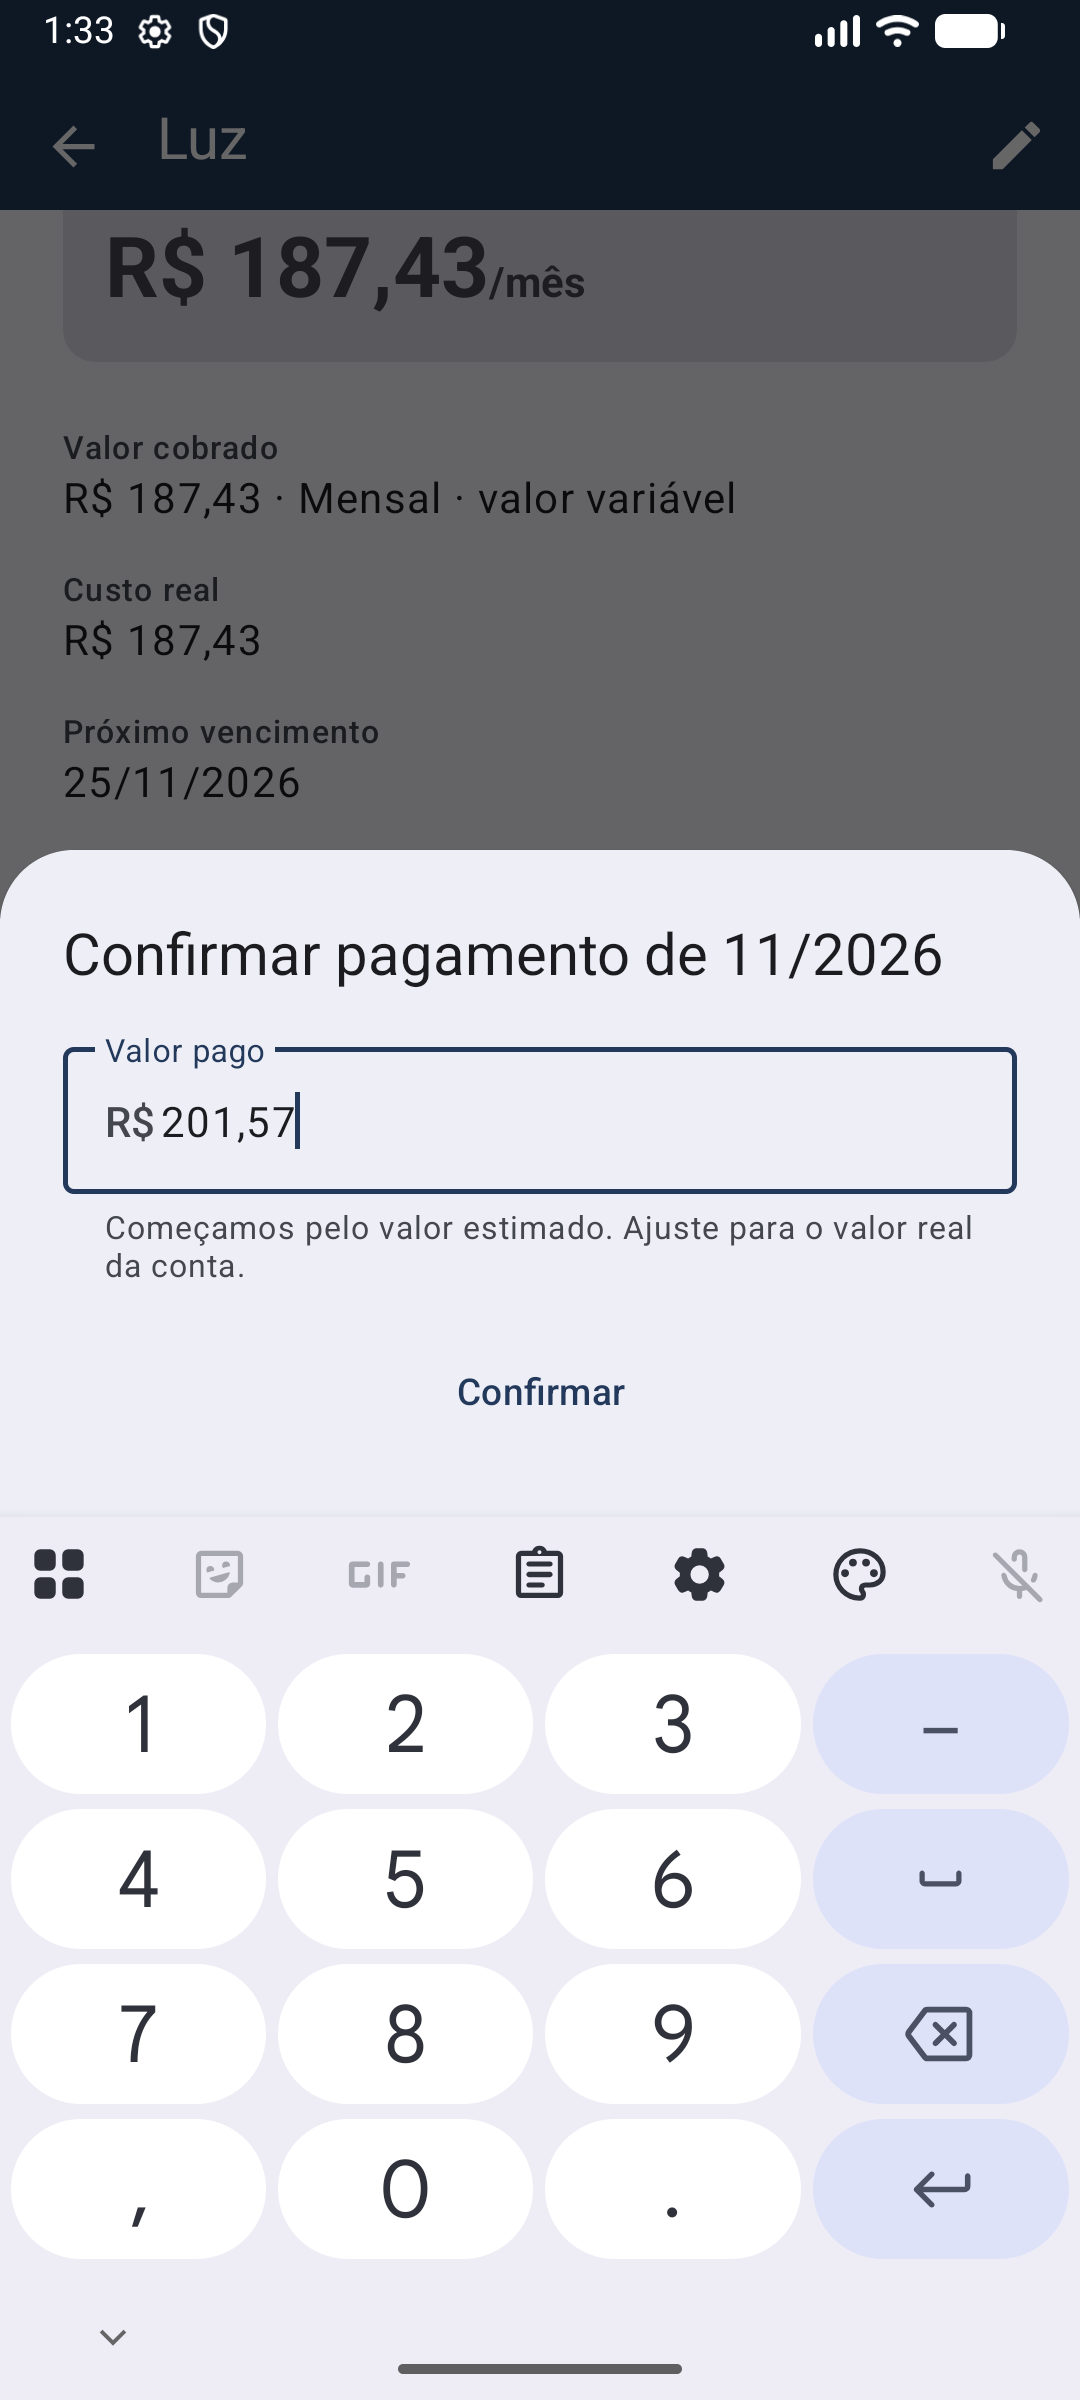 1:33
Luz
R$ 187,43/mês
Valor cobrado
R$ 187,43 · Mensal · valor variável
Custo real
R$ 187,43
Próximo vencimento
25/11/2026
Confirmar pagamento de 11/2026
Valor pago
R$ 201,57
Começamos pelo valor estimado. Ajuste para o valor real
da conta.
Confirmar
GIF
1 2 3 –
4 5 6
7 8 9
, 0 .